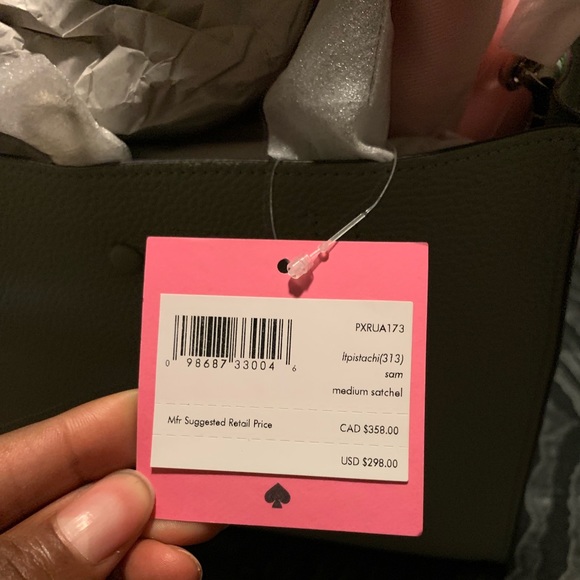 PXRUA173
ltpistachi(313)
sam
medium satchel
0 98687 33004 6
Mfr Suggested Retail Price CAD $358.00
USD $298.00